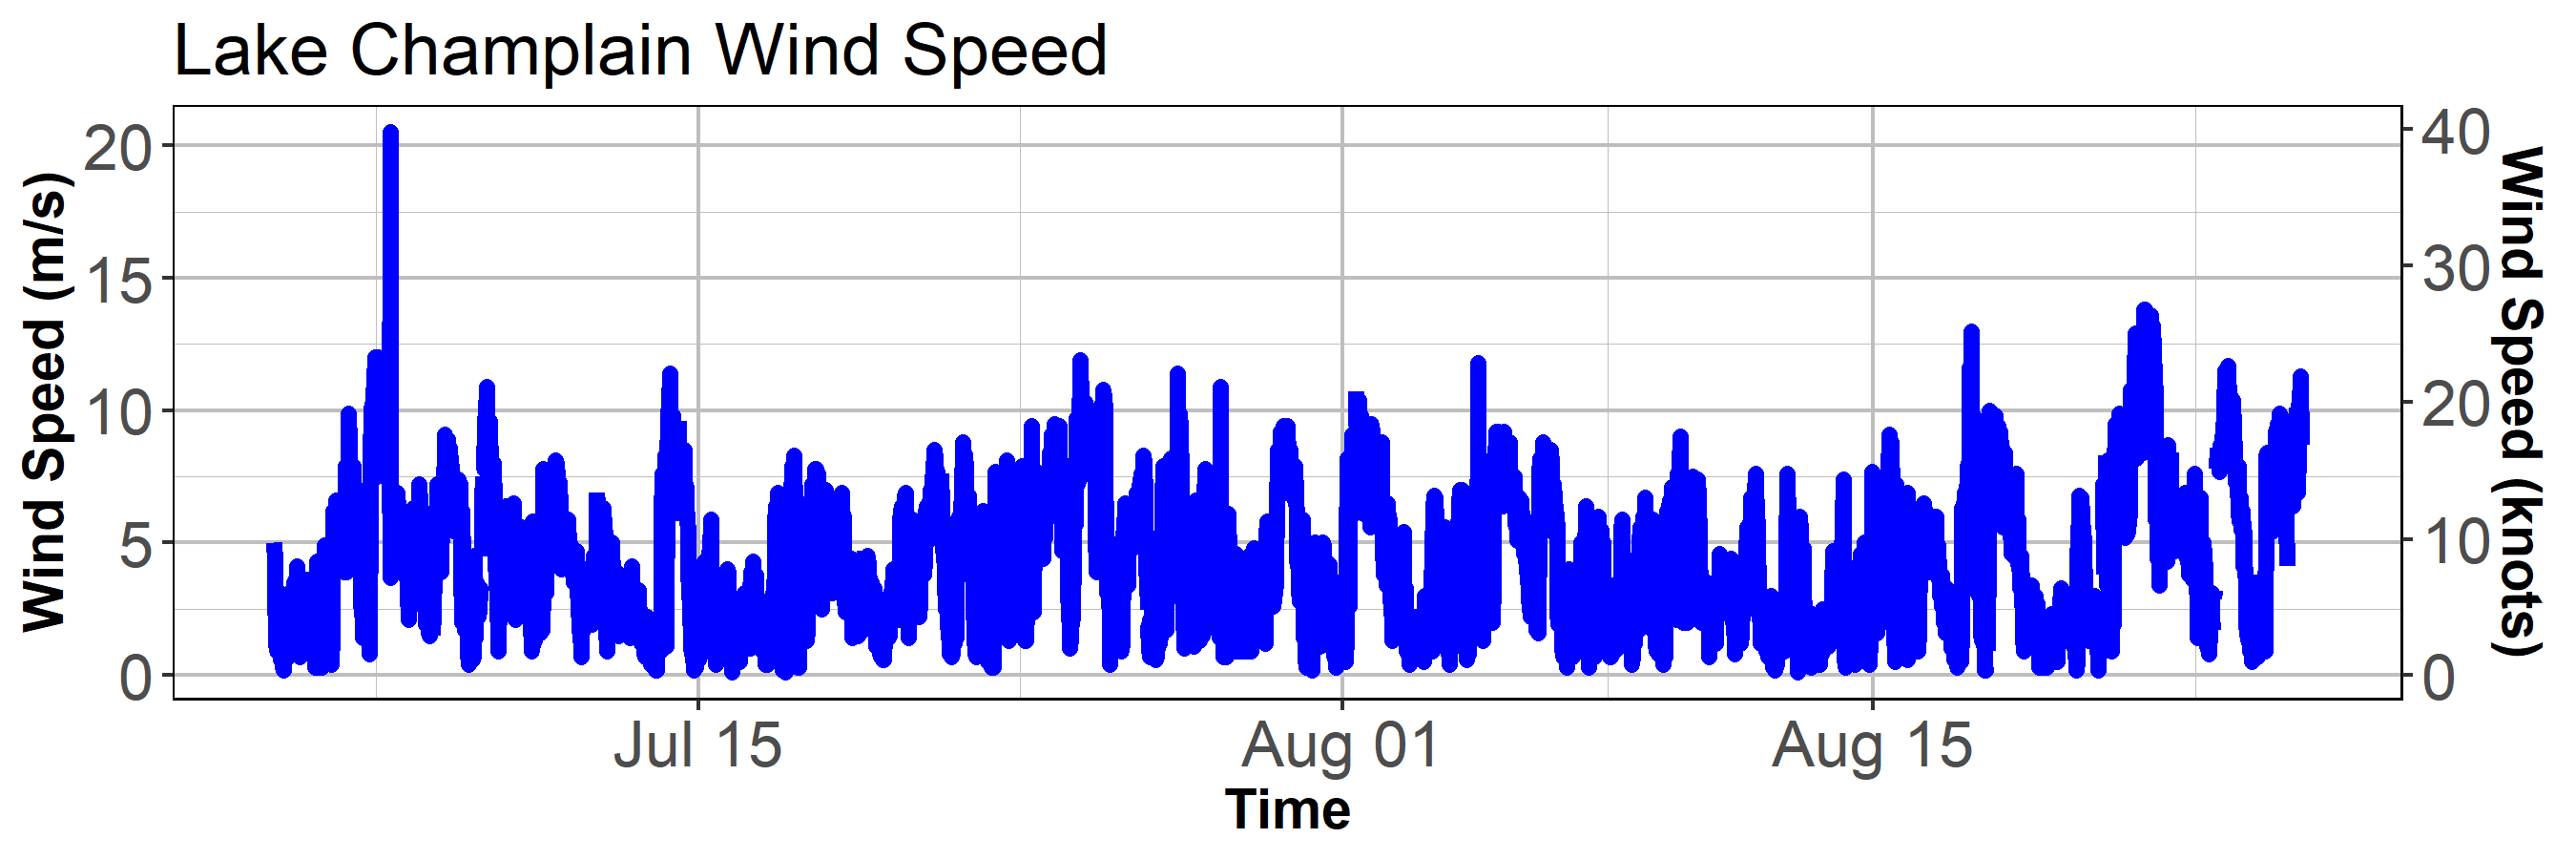 Lake Champlain Wind Speed
Wind Speed (m/s)
20
15
10
5
0
40
30
20
10
0
Wind Speed (knots)
Jul 15
Aug 01
Aug 15
Time